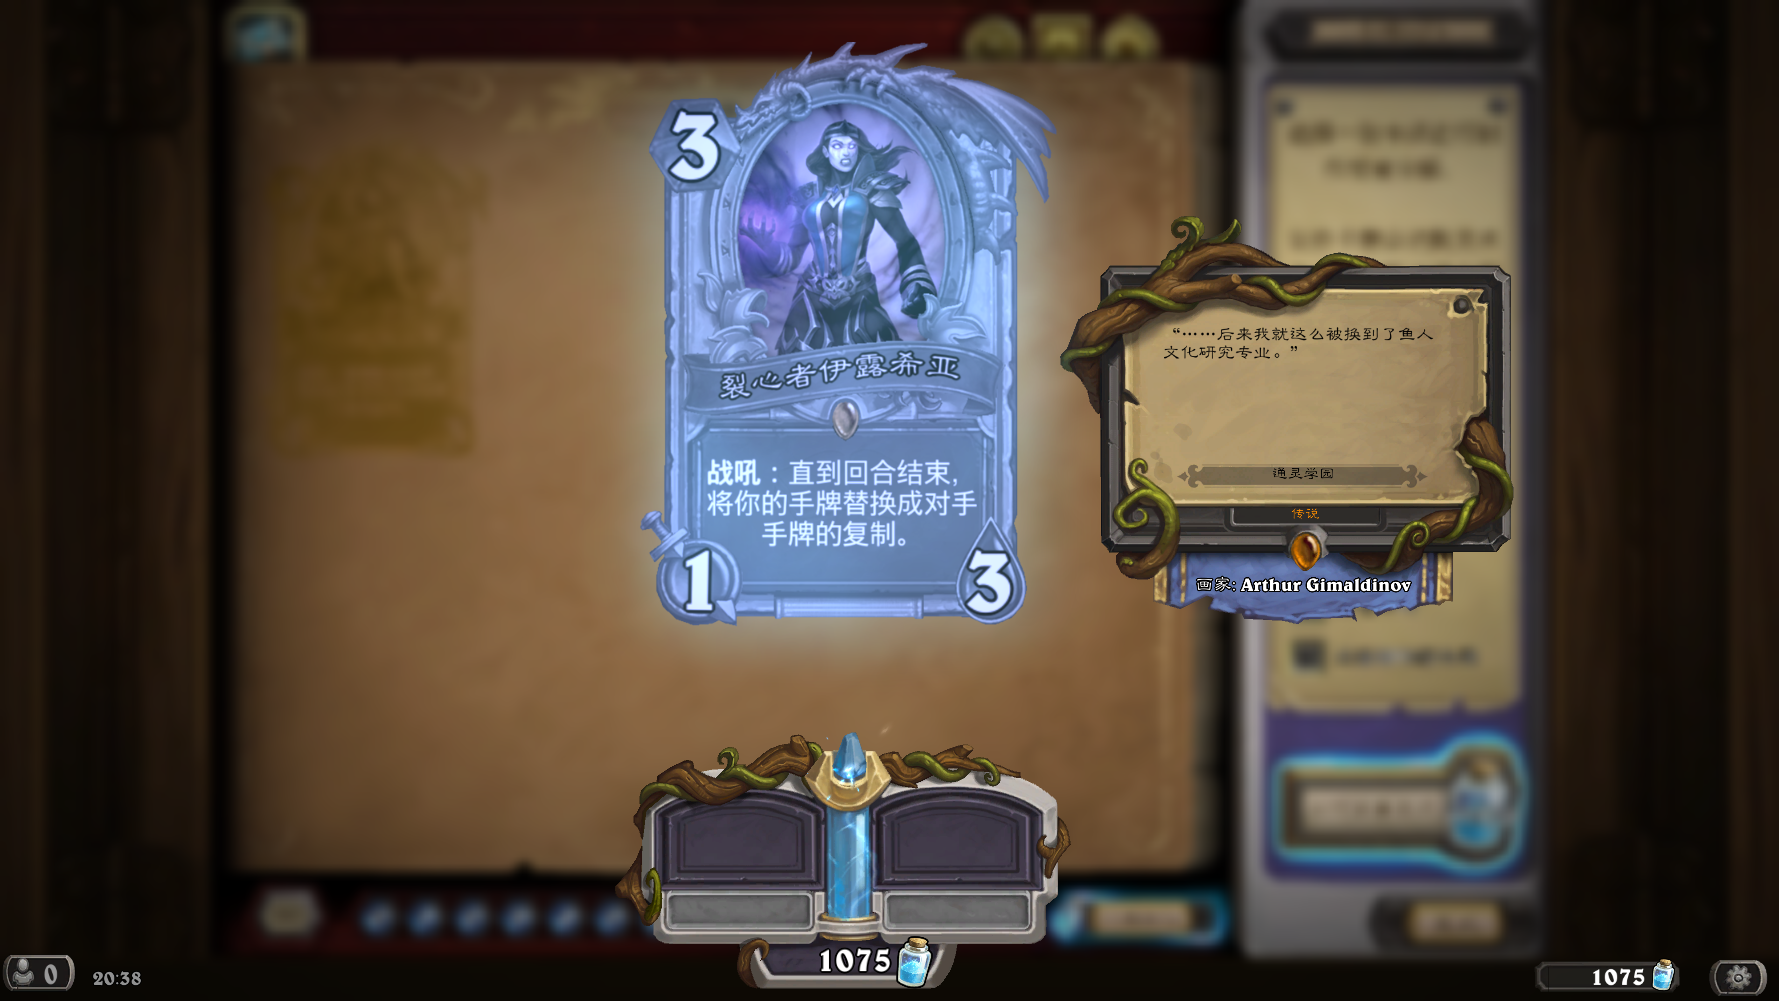 3
裂心者伊露希亚
战吼：直到回合结束，
将你的手牌替换成对手
手牌的复制。
1
3
“……后来我就这么被换到了鱼人
文化研究专业。”
通灵学园
传说
画家: Arthur Gimaldinov
1075
0
20:38
1075